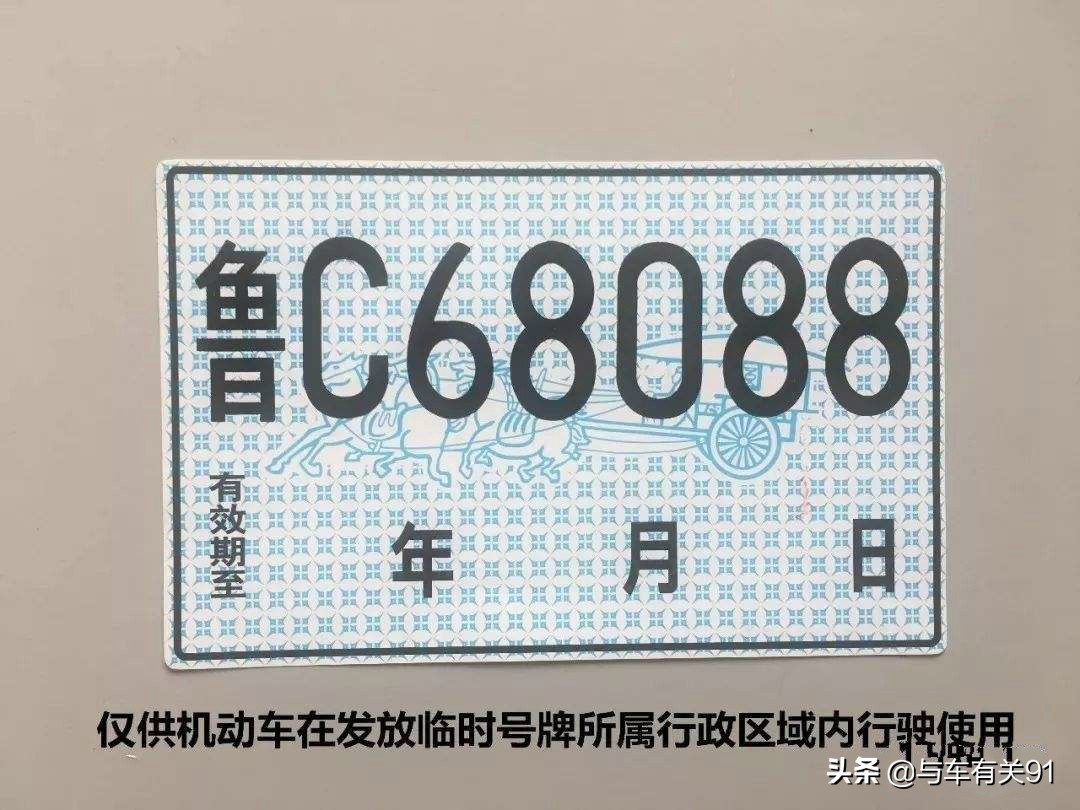 鲁C68088
有效期至
年 月 日
仅供机动车在发放临时号牌所属行政区域内行驶使用
头条 @与车有关91